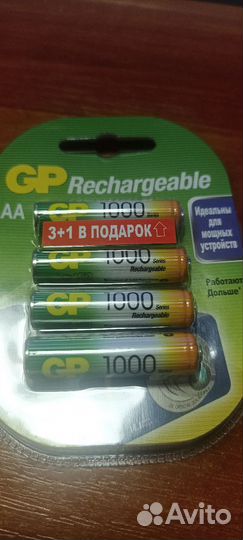 GP Rechargeable
AA
GP 1000 Series
3+1 В ПОДАРОК
Идеальны
для
мощных
устройств
GP 1000 Series
Rechargeable
GP 1000 Series
Rechargeable
Работают
Дольше
GP 1000
Avito